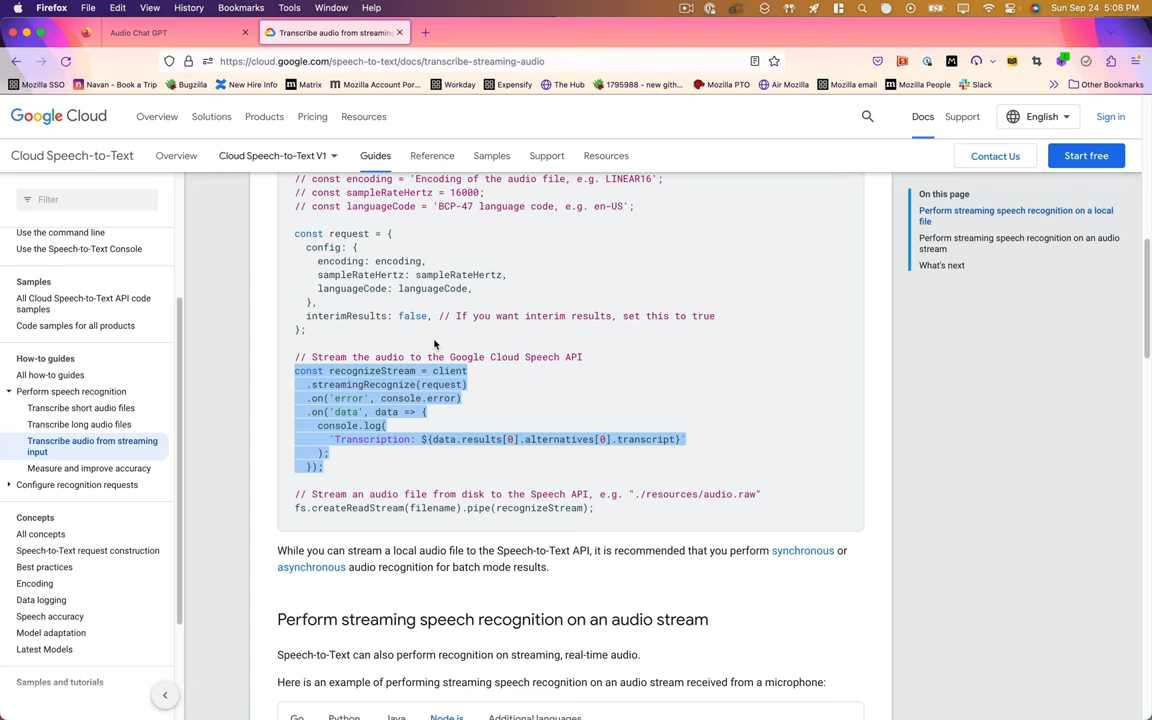 Firefox File Edit View History Bookmarks Tools Window Help Sun Sep 24 5:08 PM
Audio Chat GPT
Transcribe audio from streaming
https://cloud.google.com/speech-to-text/docs/transcribe-streaming-audio
Mozilla SSO Navan - Book a Trip Bugzilla New Hire Info Matrix Mozilla Account Por... Workday Expensify The Hub 1795988 - new gith... Mozilla PTO Air Mozilla Mozilla email Mozilla People Slack Other Bookmarks
Google Cloud Overview Solutions Products Pricing Resources Docs Support English Sign in
Cloud Speech-to-Text Overview Cloud Speech-to-Text V1 Guides Reference Samples Support Resources Contact Us Start free
Filter
Use the command line
Use the Speech-to-Text Console
Samples
All Cloud Speech-to-Text API code
samples
Code samples for all products
How-to guides
All how-to guides
Perform speech recognition
Transcribe short audio files
Transcribe long audio files
Transcribe audio from streaming
input
Measure and improve accuracy
Configure recognition requests
Concepts
All concepts
Speech-to-Text request construction
Best practices
Encoding
Data logging
Speech accuracy
Model adaptation
Latest Models
Samples and tutorials
// const encoding = 'Encoding of the audio file, e.g. LINEAR16';
// const sampleRateHertz = 16000;
// const languageCode = 'BCP-47 language code, e.g. en-US';
const request = {
config: {
encoding: encoding,
sampleRateHertz: sampleRateHertz,
languageCode: languageCode,
},
interimResults: false, // If you want interim results, set this to true
};
// Stream the audio to the Google Cloud Speech API
const recognizeStream = client
.streamingRecognize(request)
.on('error', console.error)
.on('data', data => {
console.log(
`Transcription: ${data.results[0].alternatives[0].transcript}`
);
});
// Stream an audio file from disk to the Speech API, e.g. "./resources/audio.raw"
fs.createReadStream(filename).pipe(recognizeStream);
While you can stream a local audio file to the Speech-to-Text API, it is recommended that you perform synchronous or
asynchronous audio recognition for batch mode results.
Perform streaming speech recognition on an audio stream
Speech-to-Text can also perform recognition on streaming, real-time audio.
Here is an example of performing streaming speech recognition on an audio stream received from a microphone:
Go Python Java Node.js Additional languages
On this page
Perform streaming speech recognition on a local
file
Perform streaming speech recognition on an audio
stream
What's next